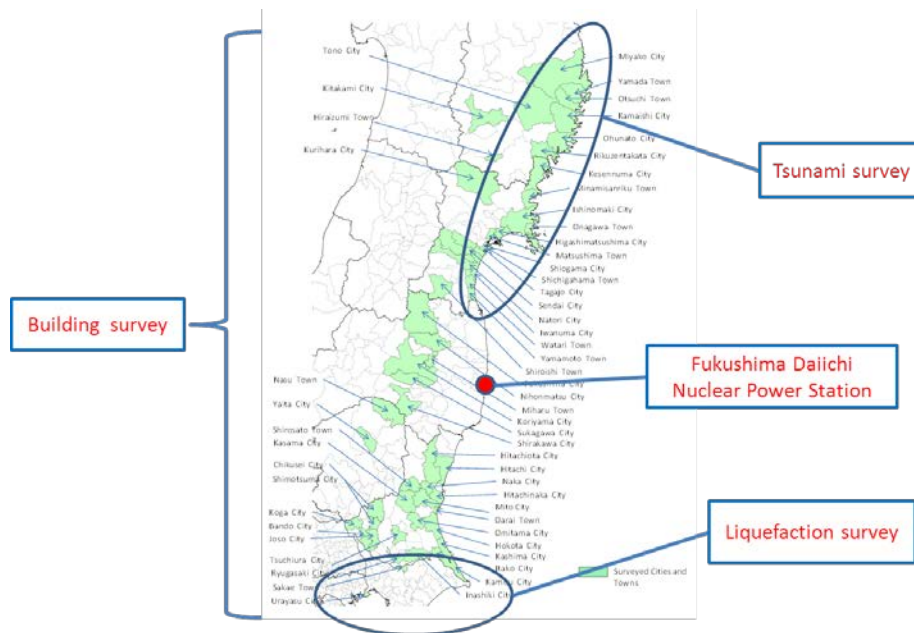 Tono City
Kitakami City
Hiraizumi Town
Kurihara City
Miyako City
Yamada Town
Otsuchi Town
Kamaishi City
Ohunato City
Rikuzentakata City
Kesennuma City
Minamisanriku Town
Ishinomaki City
Onagawa Town
Higashimatsushima City
Matsushima Town
Shiogama City
Shichigahama Town
Tagajo City
Sendai City
Natori City
Iwanuma City
Watari Town
Yamamoto Town
Shiroishi Town
City
Nihonmatsu City
Miharu Town
Koriyama City
Sukagawa City
Shirakawa City
Tsunami survey
Building survey
Fukushima Daiichi
Nuclear Power Station
Nasu Town
Yaita City
Shirosato Town
Kasama City
Chikusei City
Shimotsuma City
Koga City
Bando City
Joso City
Tsuchiura City
Ryugasaki City
Sakae Town
Urayasu City
Hitachiota City
Hitachi City
Naka City
Hitachinaka City
Mito City
Oarai Town
Omitama City
Hokota City
Kashima City
Itako City
Kamisu City
Inashiki City
Liquefaction survey
Surveyed Cities and
Towns